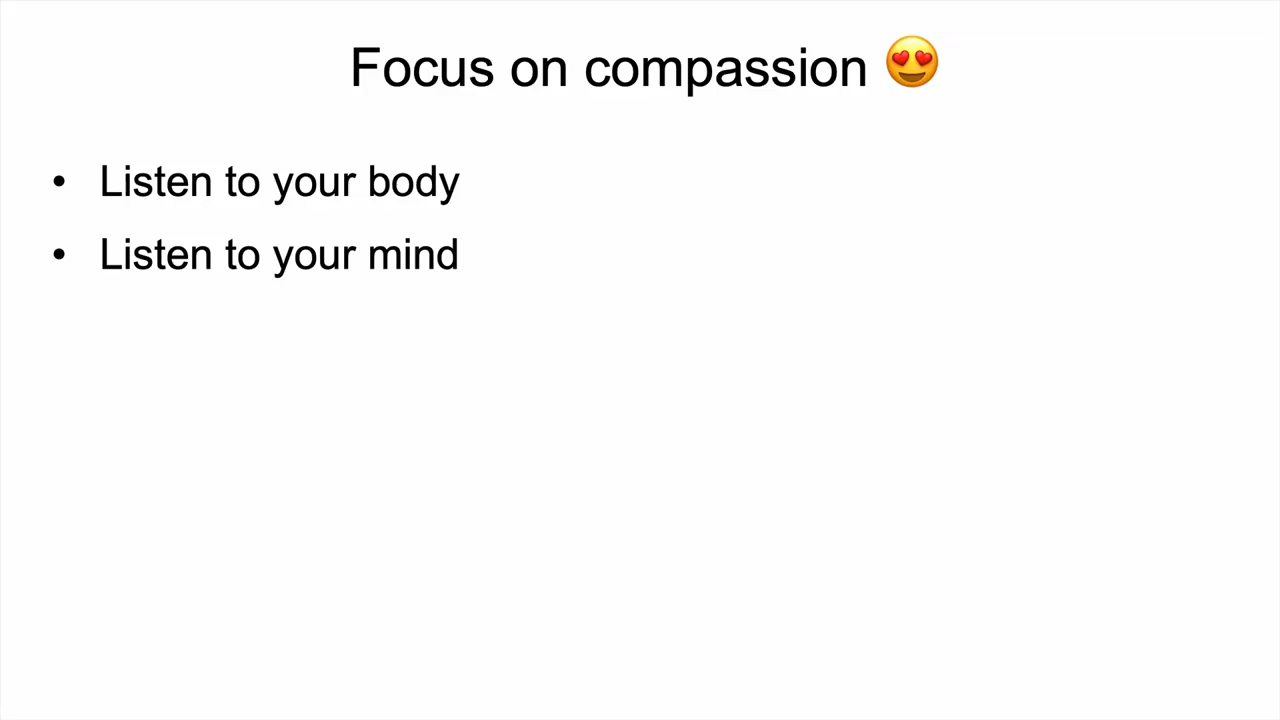 Focus on compassion 😍
• Listen to your body
• Listen to your mind